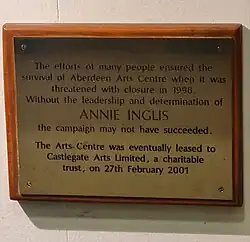 The efforts of many people ensured the
survival of Aberdeen Arts Centre when it was
threatened with closure in 1998.
Without the leadership and determination of
ANNIE INGLIS
the campaign may not have succeeded.
The Arts Centre was eventually leased to
Castlegate Arts Limited, a charitable
trust, on 27th February 2001